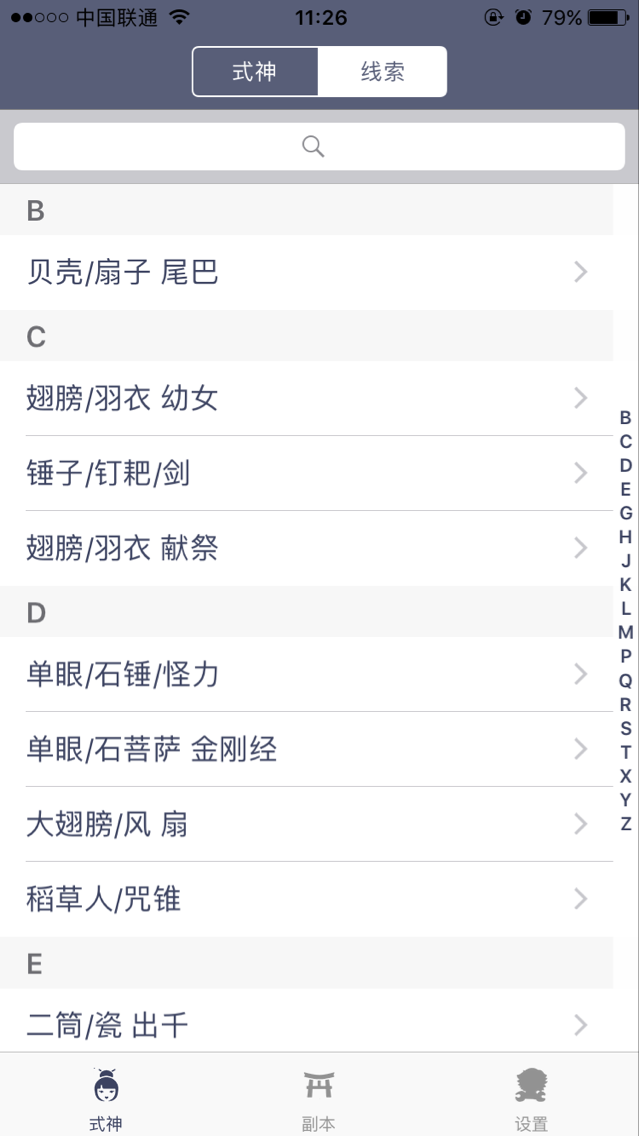 中国联通 11:26 79%
式神 线索
B
贝壳/扇子 尾巴
C
翅膀/羽衣 幼女
锤子/钉耙/剑
翅膀/羽衣 献祭
D
单眼/石锤/怪力
单眼/石菩萨 金刚经
大翅膀/风 扇
稻草人/咒锥
E
二筒/瓷 出千
B
C
D
E
G
H
J
K
L
M
P
Q
R
S
T
X
Y
Z
式神 副本 设置